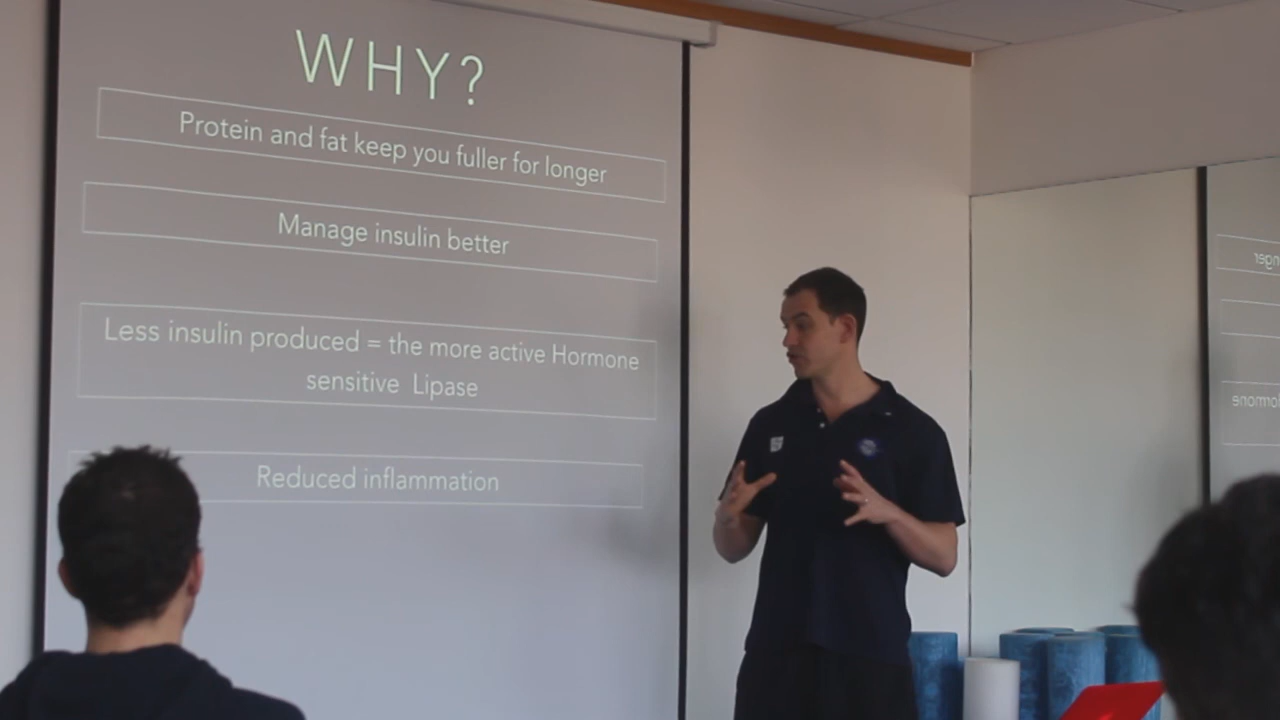 WHY?
Protein and fat keep you fuller for longer
Manage insulin better
Less insulin produced = the more active Hormone
sensitive Lipase
Reduced inflammation